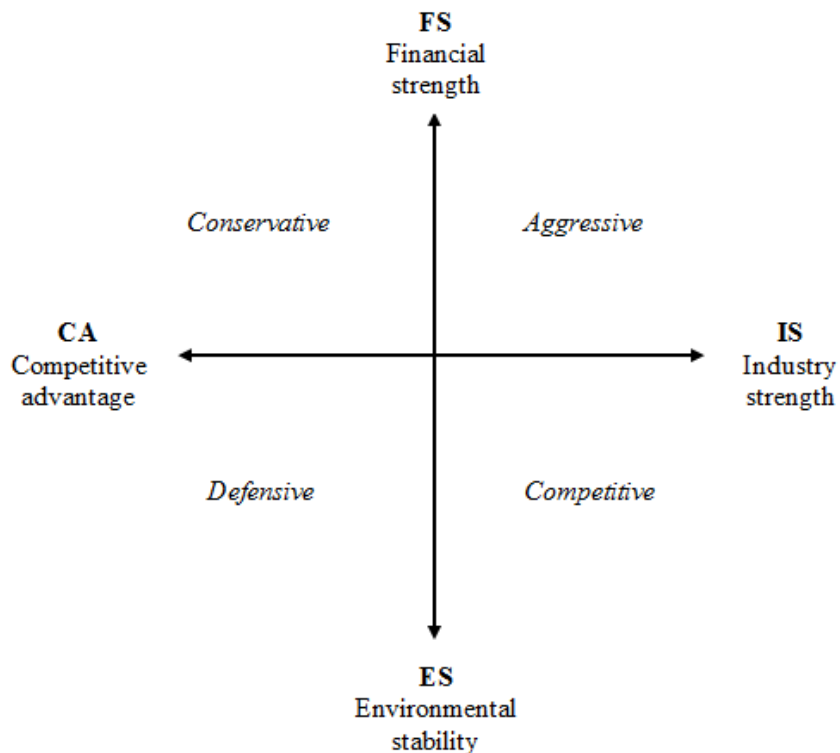 FS
Financial
strength
Conservative
Aggressive
CA
Competitive
advantage
IS
Industry
strength
Defensive
Competitive
ES
Environmental
stability